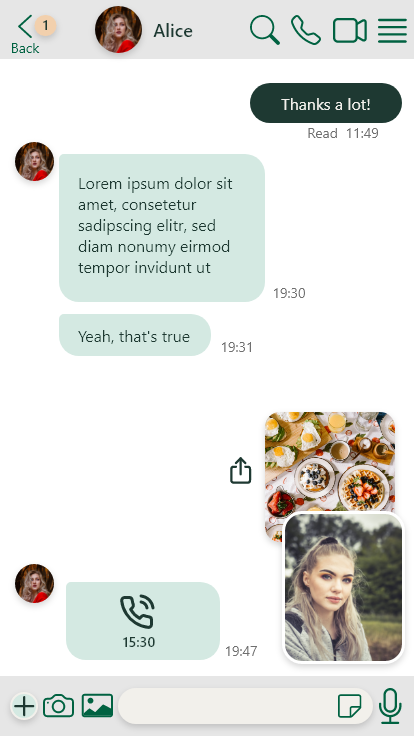 1
Back
Alice
Thanks a lot!
Read 11:49
Lorem ipsum dolor sit
amet, consetetur
sadipscing elitr, sed
diam nonumy eirmod
tempor invidunt ut
19:30
Yeah, that's true
19:31
15:30
19:47